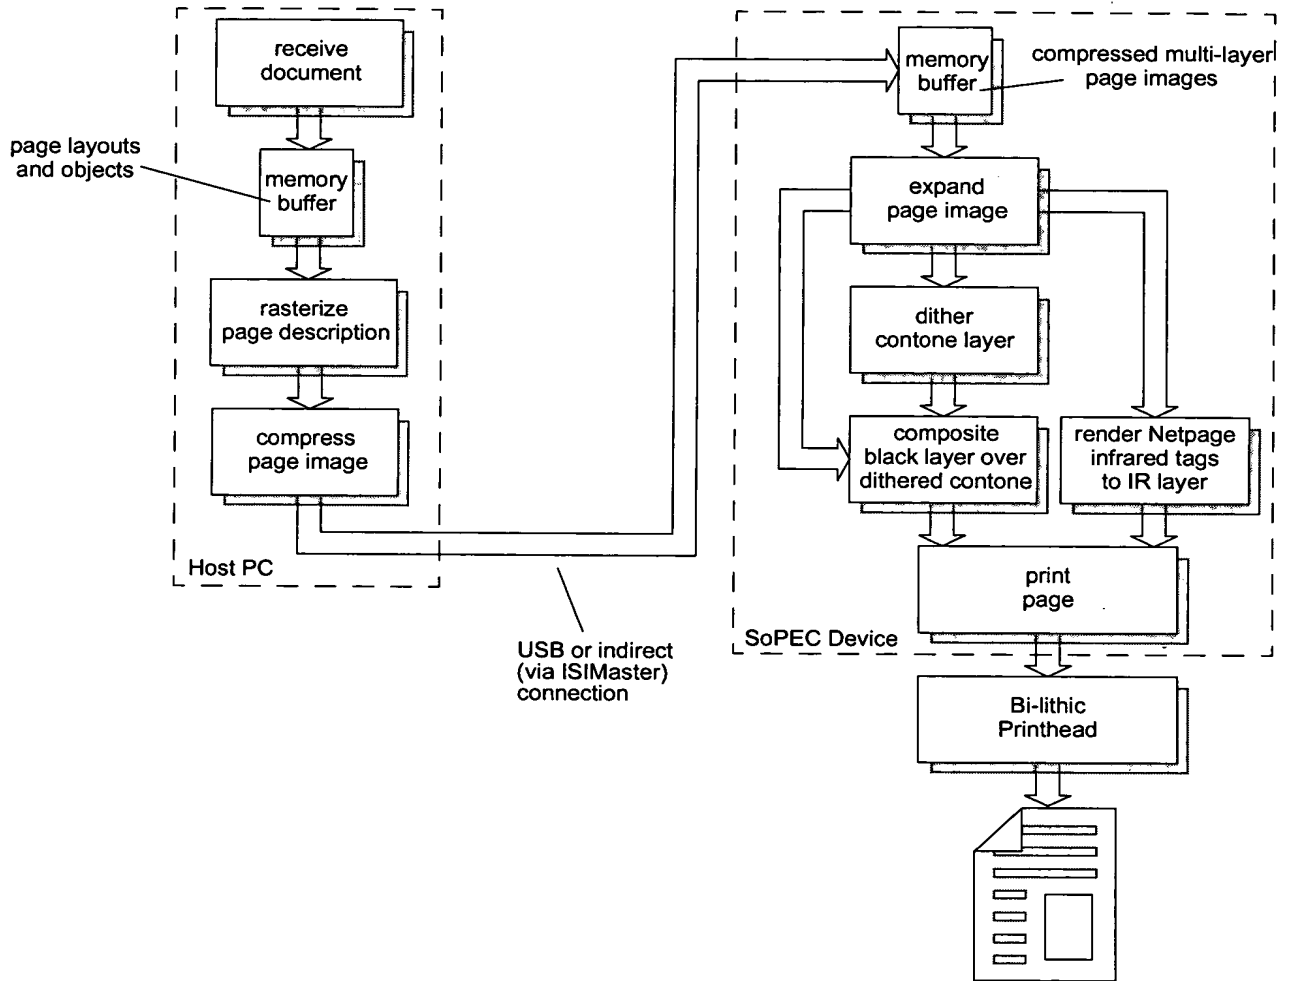 receive
document
page layouts
and objects
memory
buffer
rasterize
page description
compress
page image
Host PC
USB or indirect
(via ISIMaster)
connection
memory
buffer
compressed multi-layer
page images
expand
page image
dither
contone layer
composite
black layer over
dithered contone
render Netpage
infrared tags
to IR layer
print
page
SoPEC Device
Bi-lithic
Printhead